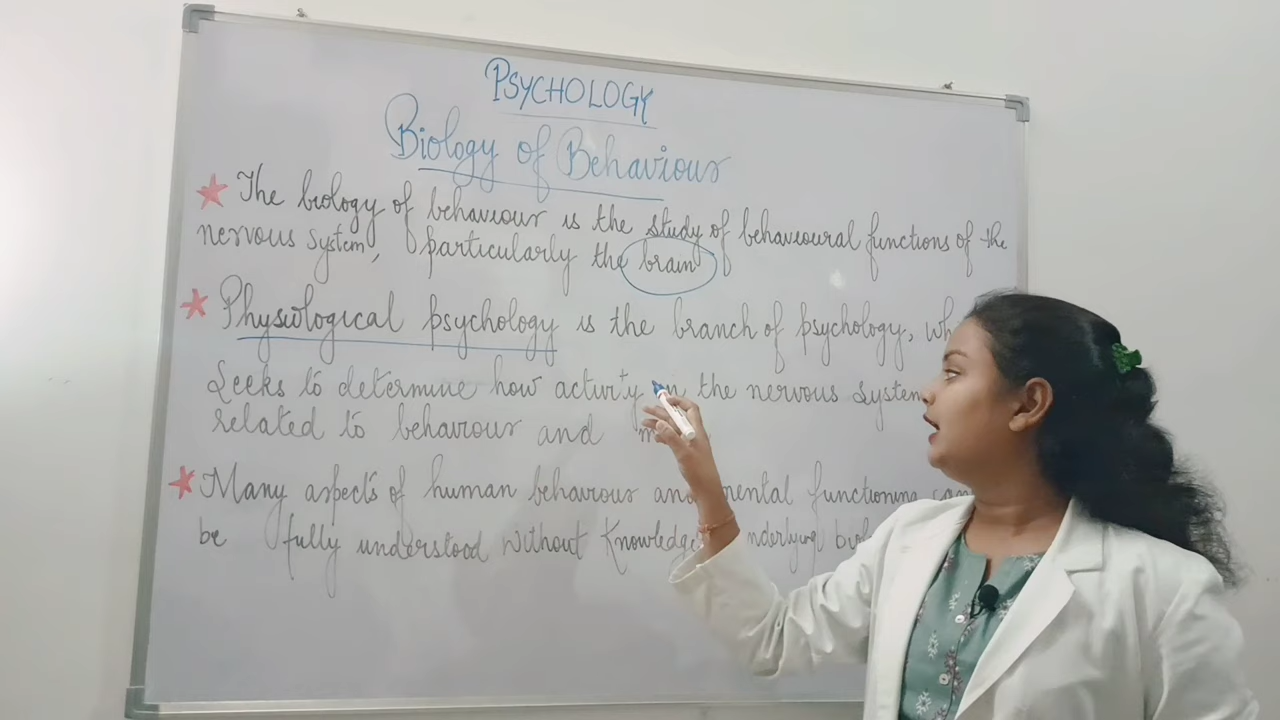 PSYCHOLOGY
Biology of Behaviour
The biology of behaviour is the study of behavioural functions of the
nervous system, particularly the brain
Physiological psychology is the branch of psychology,
Seeks to determine how activity in the nervous system
related to behaviour and
Many aspects of human behaviour and mental functioning
be fully understood without knowledge underlying